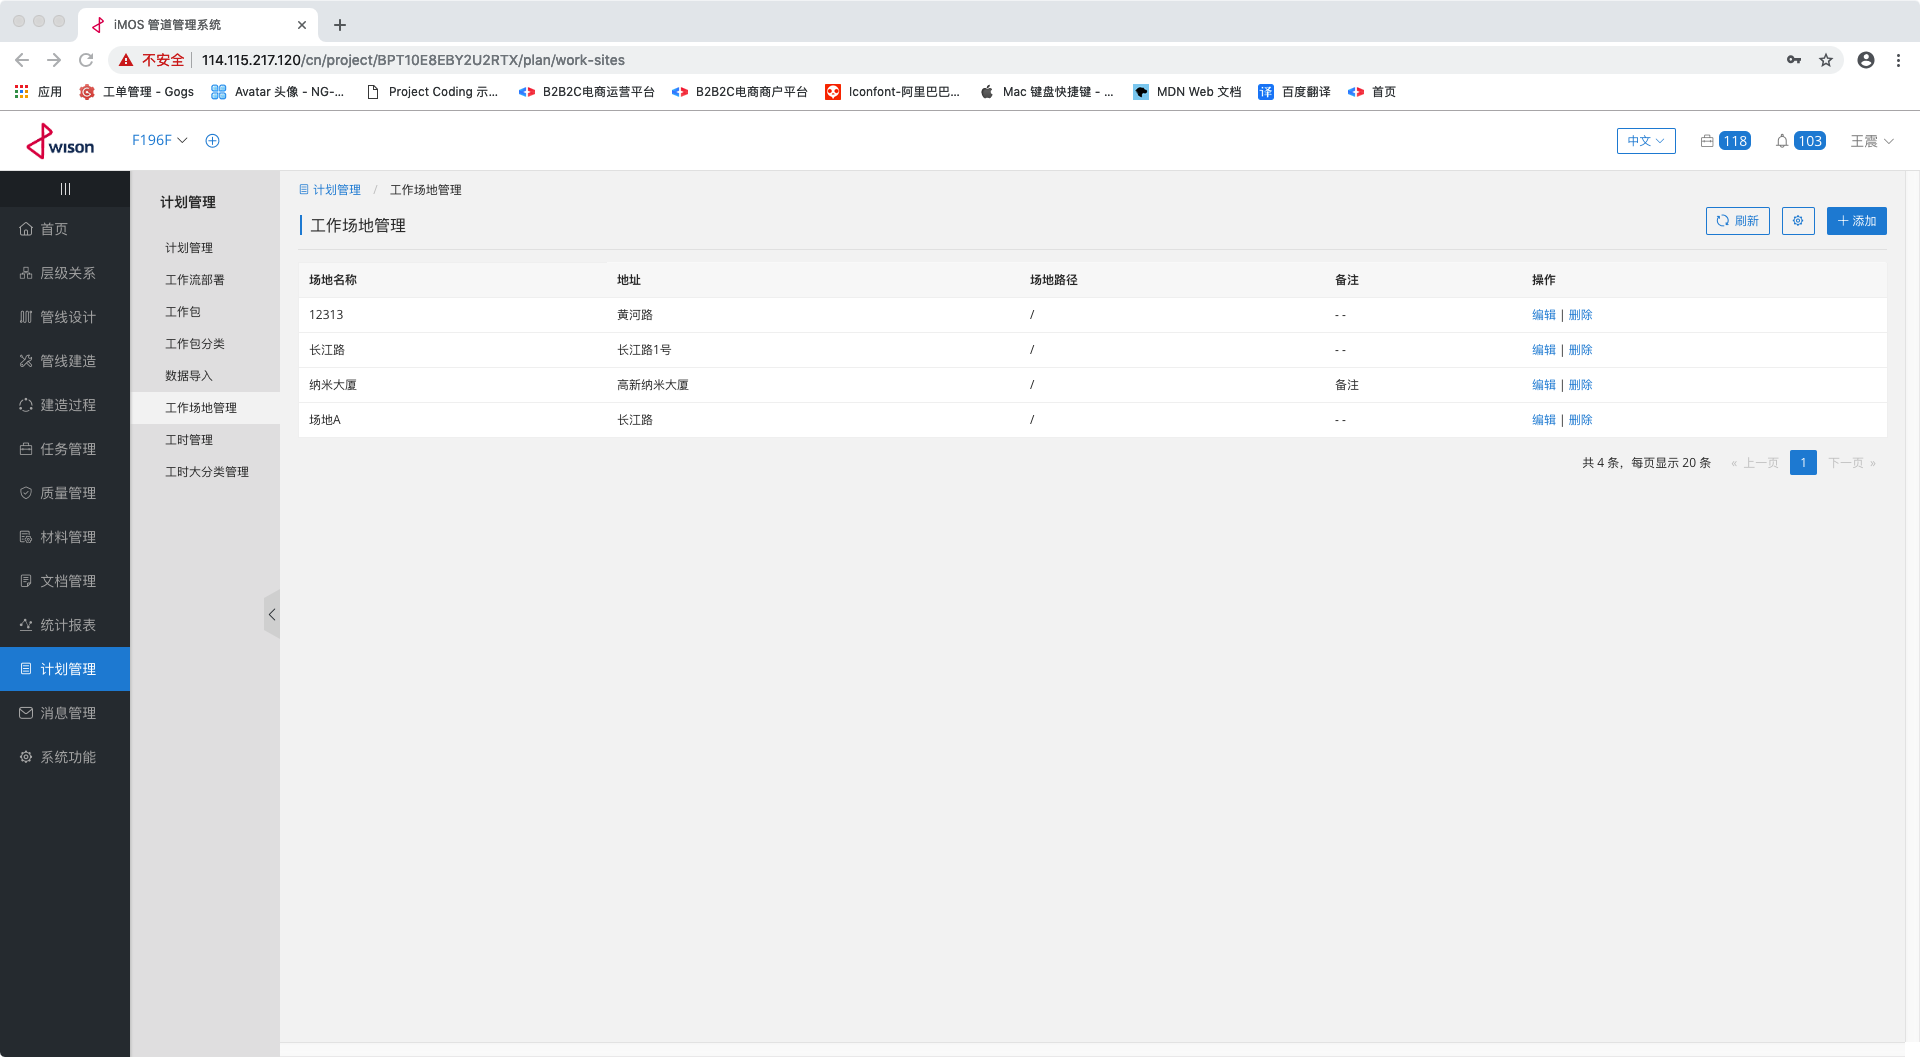 iMOS 管道管理系统
不安全 114.115.217.120/cn/project/BPT10E8EBY2U2RTX/plan/work-sites
应用 工单管理 - Gogs Avatar 头像 - NG-... Project Coding 示... B2B2C电商运营平台 B2B2C电商商户平台 Iconfont-阿里巴巴... Mac 键盘快捷键 - ... MDN Web 文档 译 百度翻译 首页
wison F196F 中文 118 103 王震
首页
层级关系
管线设计
管线建造
建造过程
任务管理
质量管理
材料管理
文档管理
统计报表
计划管理
消息管理
系统功能
计划管理
计划管理
工作流部署
工作包
工作包分类
数据导入
工作场地管理
工时管理
工时大分类管理
计划管理 / 工作场地管理
工作场地管理 刷新 添加
场地名称 地址 场地路径 备注 操作
12313 黄河路 / - - 编辑 | 删除
长江路 长江路1号 / - - 编辑 | 删除
纳米大厦 高新纳米大厦 / 备注 编辑 | 删除
场地A 长江路 / - - 编辑 | 删除
共 4 条，每页显示 20 条 « 上一页 1 下一页 »